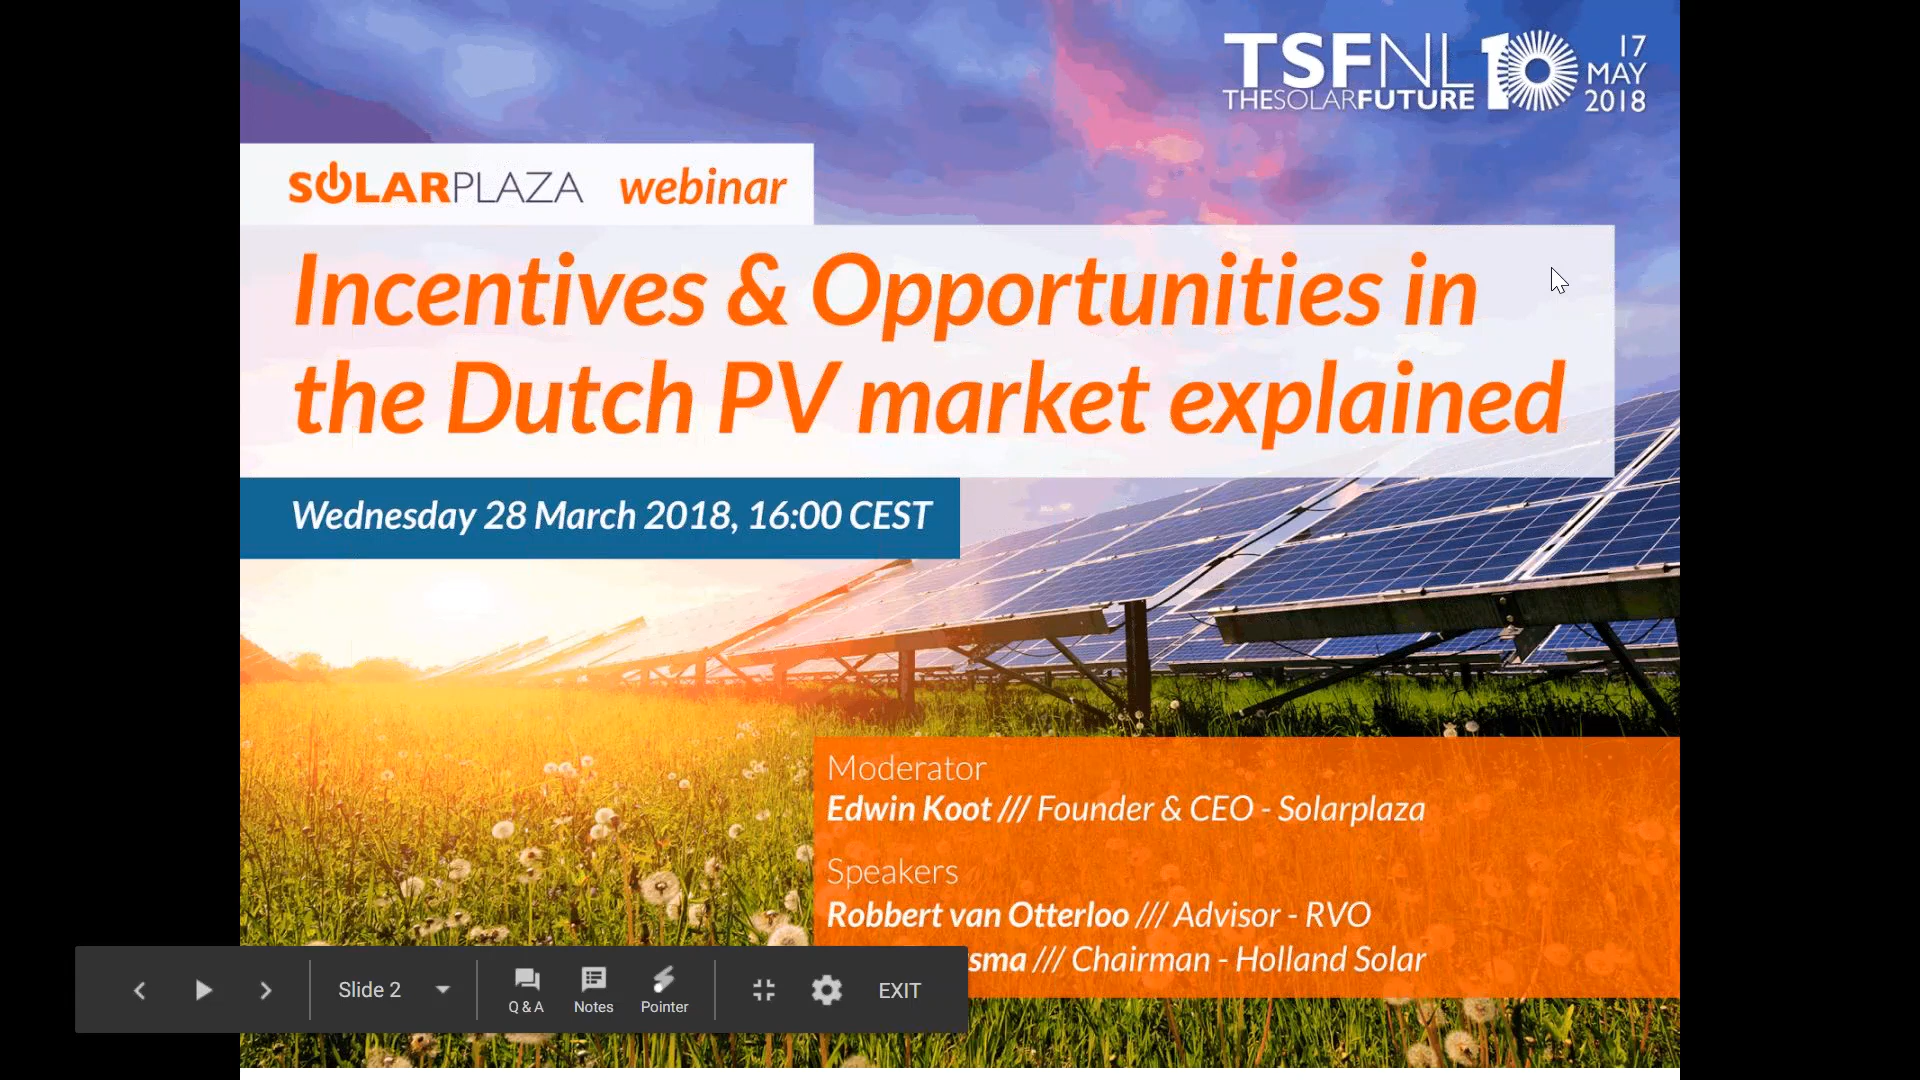 TSFNL10
THESOLARFUTURE
17
MAY
2018
SOLARPLAZA webinar
Incentives & Opportunities in
the Dutch PV market explained
Wednesday 28 March 2018, 16:00 CEST
Moderator
Edwin Koot /// Founder & CEO - Solarplaza
Speakers
Robbert van Otterloo /// Advisor - RVO
/// Chairman - Holland Solar
Slide 2
Q & A
Notes
Pointer
EXIT